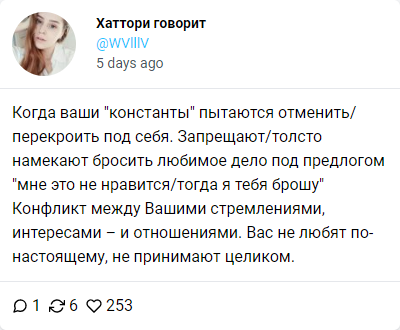 Хаттори говорит
@WVlllV
5 days ago
Когда ваши "константы" пытаются отменить/
перекроить под себя. Запрещают/толсто
намекают бросить любимое дело под предлогом
"мне это не нравится/тогда я тебя брошу"
Конфликт между Вашими стремлениями,
интересами – и отношениями. Вас не любят по-
настоящему, не принимают целиком.
1 6 253